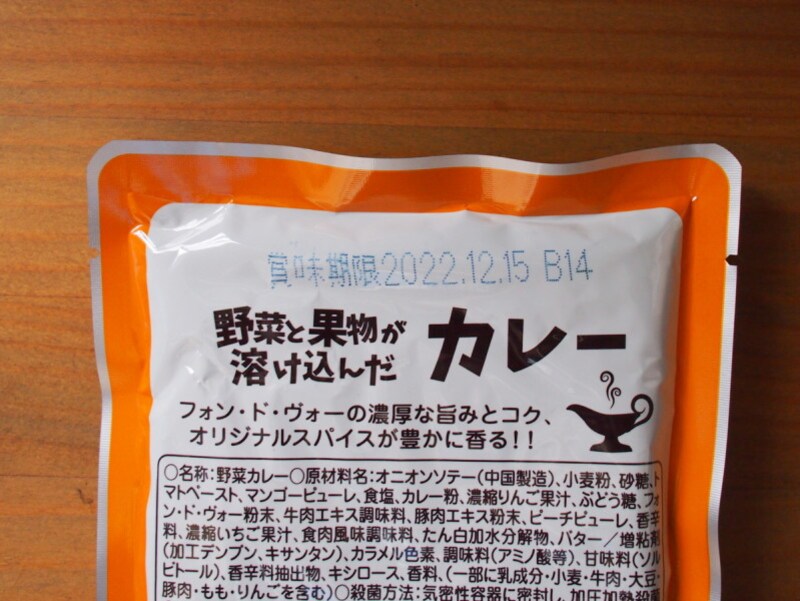 賞味期限2022.12.15 B14
野菜と果物が
溶け込んだ
カレー
フォン・ド・ヴォーの濃厚な旨みとコク、
オリジナルスパイスが豊かに香る!!
○名称:野菜カレー○原材料名:オニオンソテー(中国製造)、小麦粉、砂糖、ト
マトペースト、マンゴーピューレ、食塩、カレー粉、濃縮りんご果汁、ぶどう糖、フォ
ン・ド・ヴォー粉末、牛肉エキス調味料、豚肉エキス粉末、ピーチピューレ、香辛
料、濃縮いちご果汁、食肉風味調味料、たん白加水分解物、バター/増粘剤
(加工デンプン、キサンタン)、カラメル色素、調味料(アミノ酸等)、甘味料(ソル
ビトール)、香辛料抽出物、キシロース、香料、(一部に乳成分・小麦・牛肉・大豆・
豚肉・もも・りんごを含む)○殺菌方法:気密性容器に密封し、加圧加熱殺菌